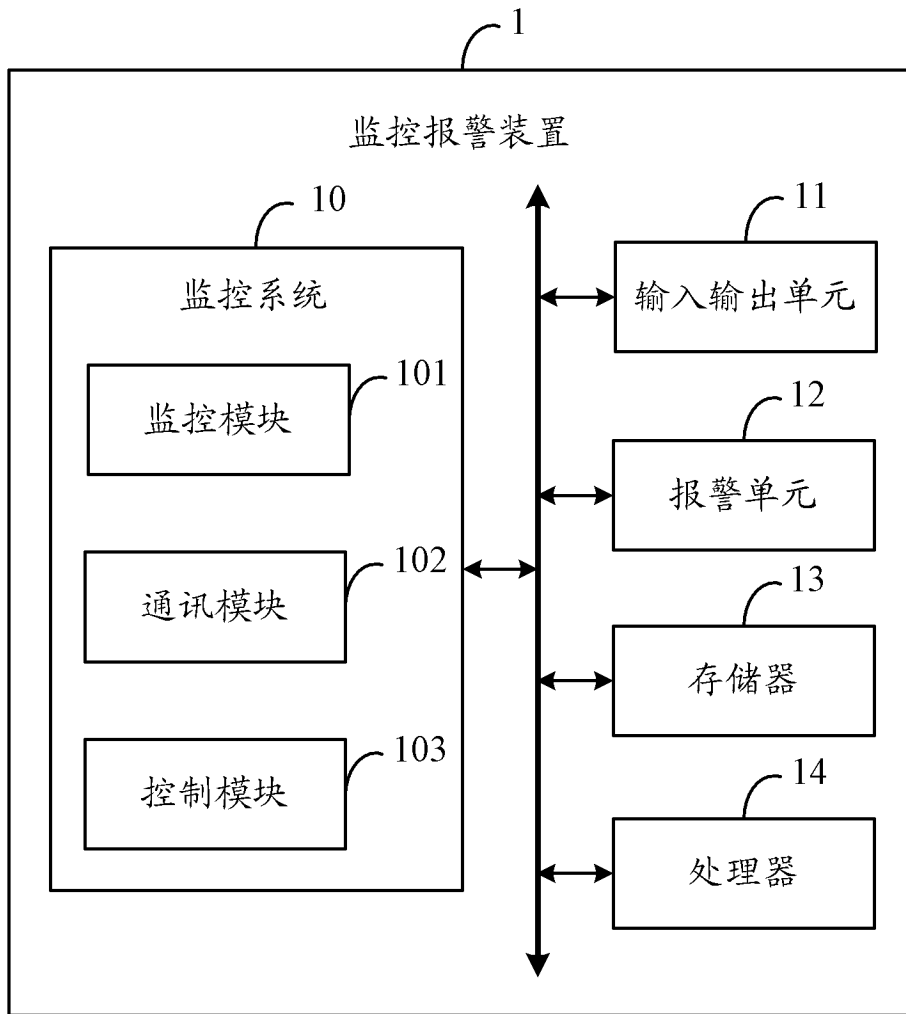 1
监控报警装置
10
监控系统
101
监控模块
102
通讯模块
103
控制模块
11
输入输出单元
12
报警单元
13
存储器
14
处理器